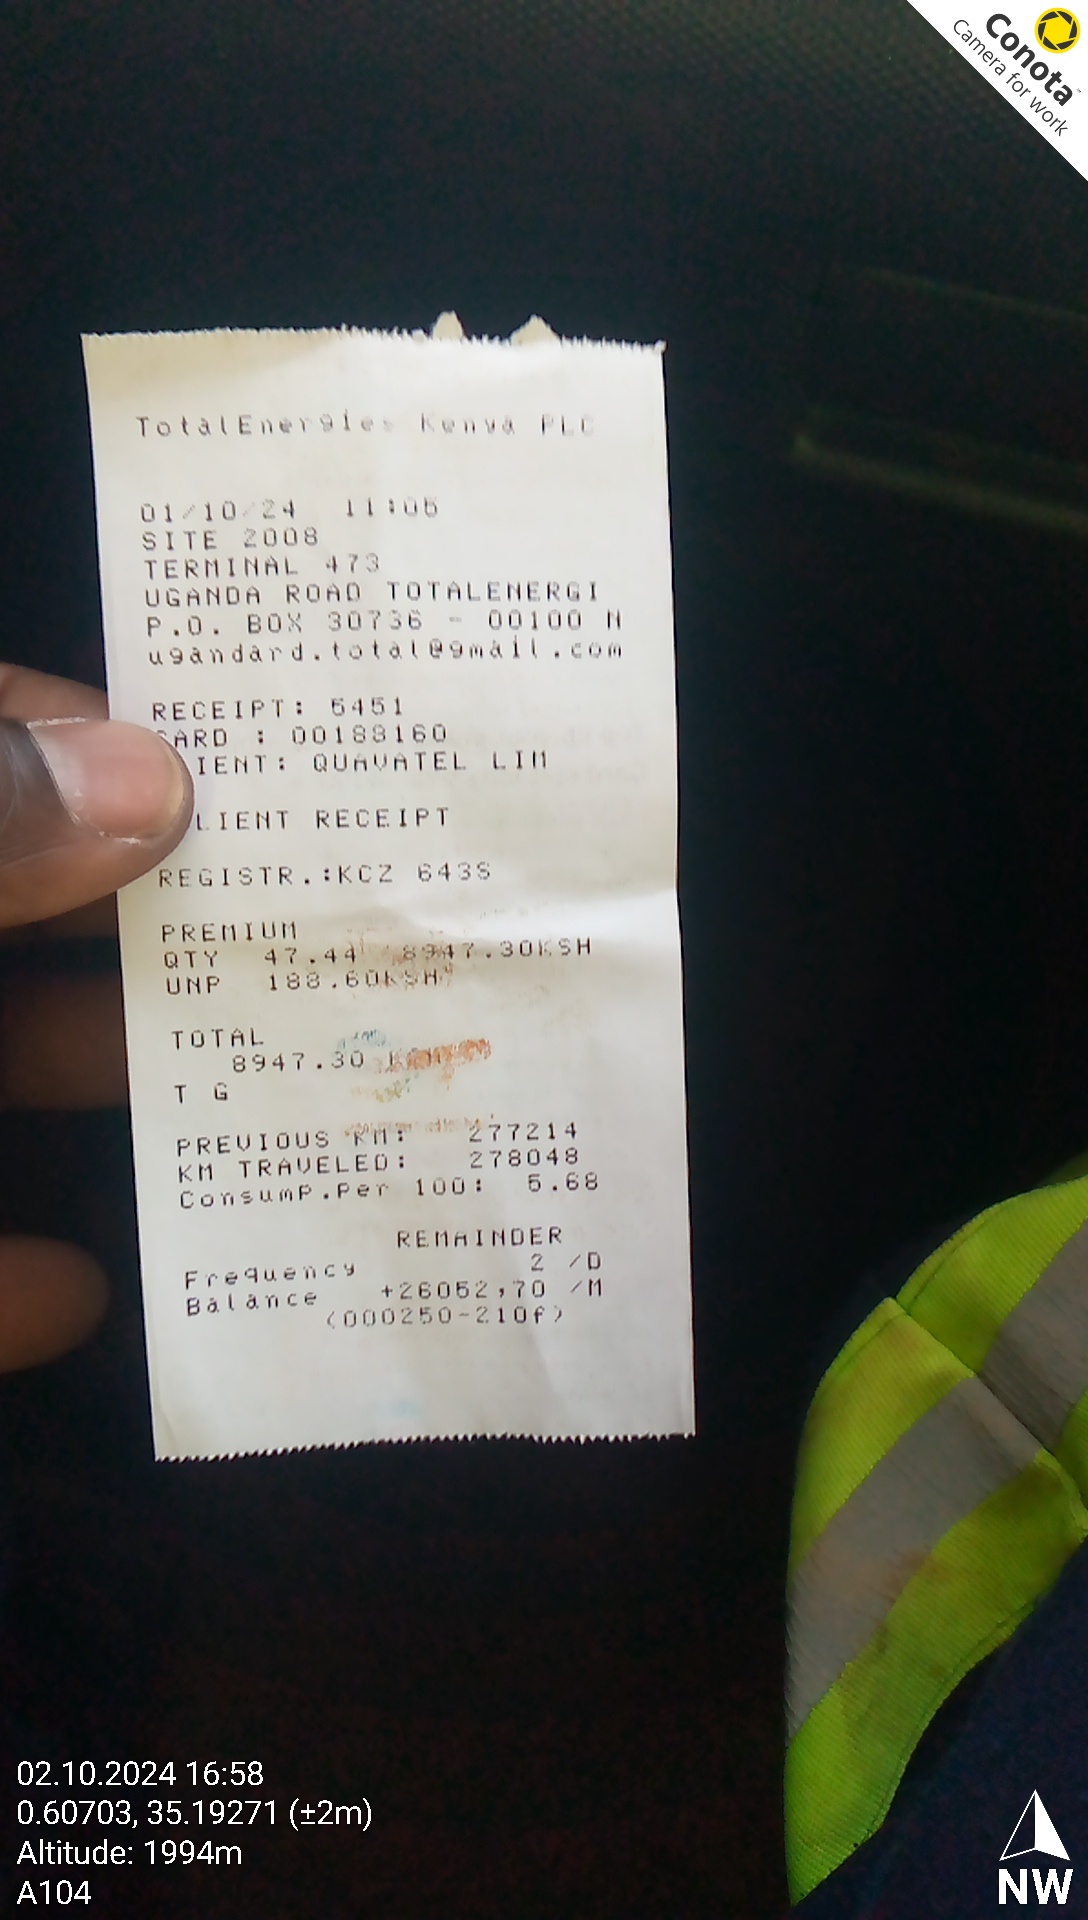 Conota
Camera for work
TotalEnergies Kenya PLC
01/10/24 11:05
SITE 2008
TERMINAL 473
UGANDA ROAD TOTALENERGI
P.O. BOX 30736 - 00100 N
ugandard.total@gmail.com
RECEIPT: 6451
CARD : 00188160
IENT: QUAVATEL LIM
LIENT RECEIPT
REGISTR.:KCZ 643S
PREMIUM
QTY 47.44 8947.30KSH
UNP 188.60KSH
TOTAL
8947.30
T G
PREVIOUS KM: 277214
KM TRAVELED: 278048
Consump.Per 100: 5.68
REMAINDER
Frequency 2 /D
Balance +26052,70 /M
(000250-210f)
02.10.2024 16:58
0.60703, 35.19271 (±2m)
Altitude: 1994m
A104
NW